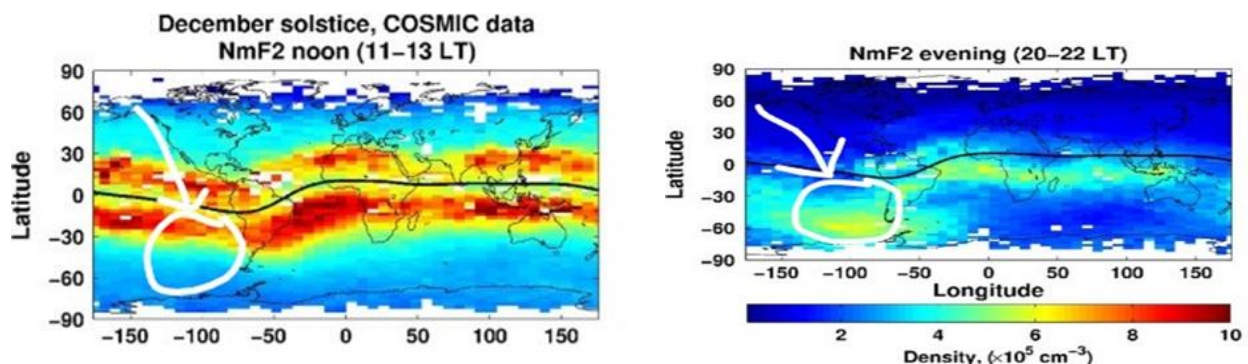 December solstice, COSMIC data
NmF2 noon (11−13 LT)
90
60
30
0
−30
−60
−90
Latitude
−150 −100 −50 0 50 100 150
NmF2 evening (20−22 LT)
90
60
30
0
−30
−60
−90
Latitude
−150 −100 −50 0 50 100 150
Longitude
2 4 6 8 10
Density, (×10⁵ cm⁻³)